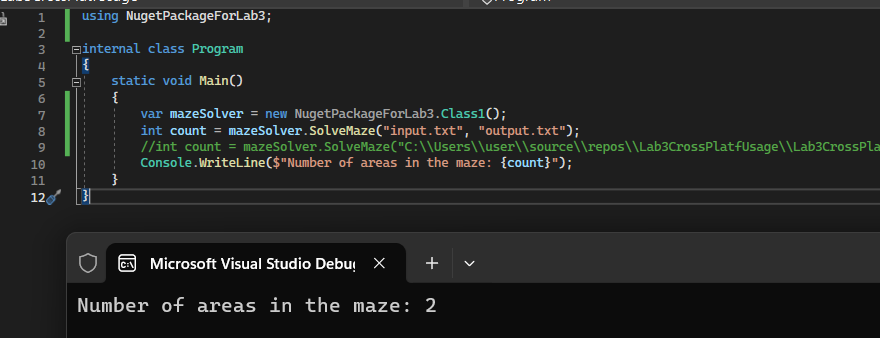 Program
1 using NugetPackageForLab3;
2
3 internal class Program
4 {
5 static void Main()
6 {
7 var mazeSolver = new NugetPackageForLab3.Class1();
8 int count = mazeSolver.SolveMaze("input.txt", "output.txt");
9 //int count = mazeSolver.SolveMaze("C:\\Users\\user\\source\\repos\\Lab3CrossPlatfUsage\\Lab3CrossPla
10 Console.WriteLine($"Number of areas in the maze: {count}");
11 }
12 }
Microsoft Visual Studio Debug
Number of areas in the maze: 2